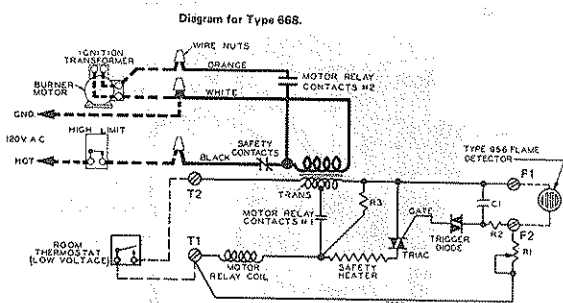 Diagram for Type 668.
IGNITION
TRANSFORMER
WIRE NUTS
ORANGE
BURNER
MOTOR
MOTOR RELAY
CONTACTS #2
WHITE
GND.
120V A C
HIGH LIMIT
SAFETY
CONTACTS
TYPE 956 FLAME
DETECTOR
HOT
BLACK
T2
TRANS
F1
MOTOR RELAY
CONTACTS #1
R3
C1
GATE
F2
ROOM
THERMOSTAT
(LOW VOLTAGE)
T1
TRIGGER
DIODE
R2
R1
TRIAC
MOTOR
RELAY COIL
SAFETY
HEATER